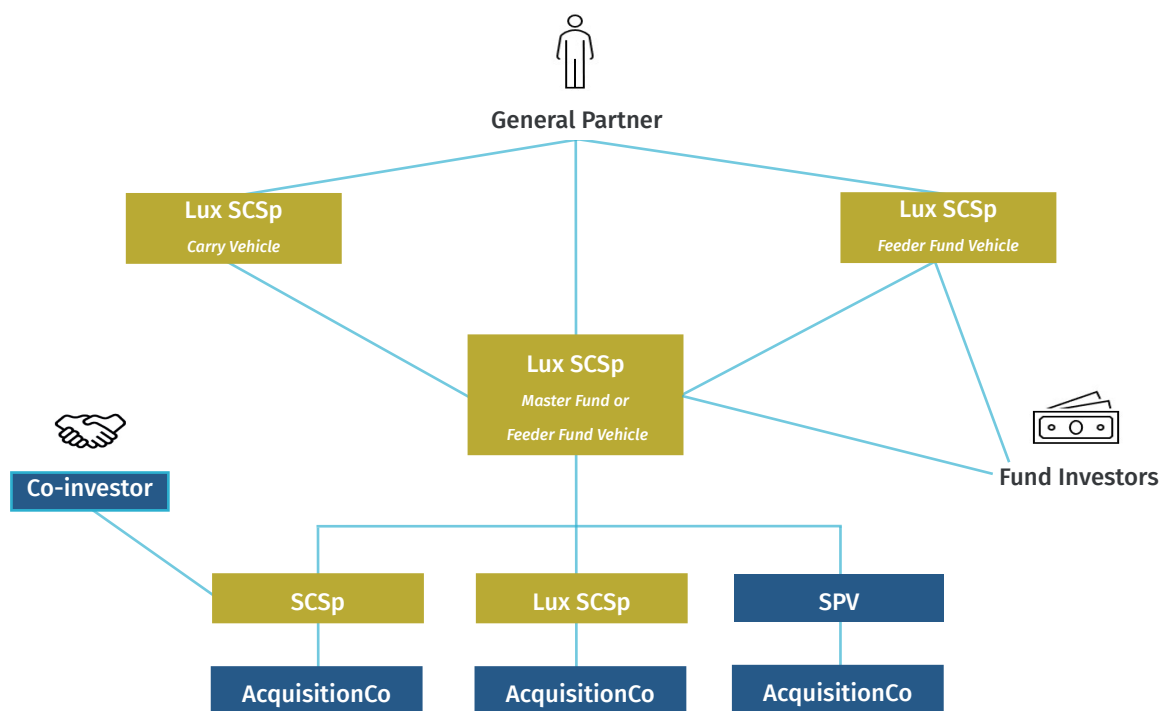 General Partner
Lux SCSp
Carry Vehicle
Lux SCSp
Feeder Fund Vehicle
Lux SCSp
Master Fund or
Feeder Fund Vehicle
Co-investor
Fund Investors
SCSp
Lux SCSp
SPV
AcquisitionCo
AcquisitionCo
AcquisitionCo